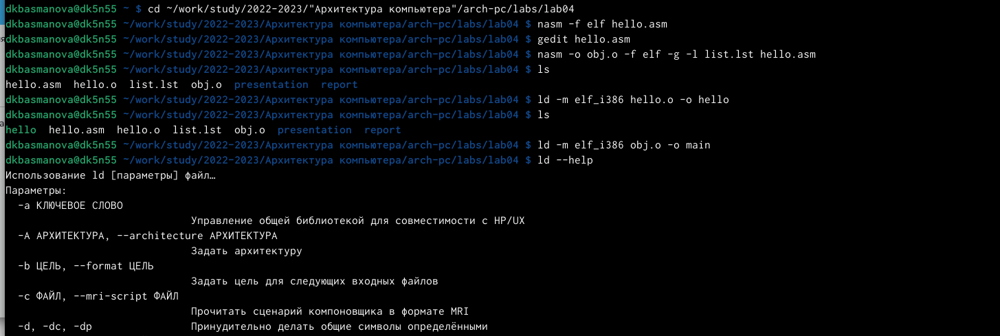 dkbasmanova@dk5n55 ~ $ cd ~/work/study/2022-2023/"Архитектура компьютера"/arch-pc/labs/lab04
dkbasmanova@dk5n55 ~/work/study/2022-2023/Архитектура компьютера/arch-pc/labs/lab04 $ nasm -f elf hello.asm
dkbasmanova@dk5n55 ~/work/study/2022-2023/Архитектура компьютера/arch-pc/labs/lab04 $ gedit hello.asm
dkbasmanova@dk5n55 ~/work/study/2022-2023/Архитектура компьютера/arch-pc/labs/lab04 $ nasm -o obj.o -f elf -g -l list.lst hello.asm
dkbasmanova@dk5n55 ~/work/study/2022-2023/Архитектура компьютера/arch-pc/labs/lab04 $ ls
hello.asm  hello.o  list.lst  obj.o  presentation  report
dkbasmanova@dk5n55 ~/work/study/2022-2023/Архитектура компьютера/arch-pc/labs/lab04 $ ld -m elf_i386 hello.o -o hello
dkbasmanova@dk5n55 ~/work/study/2022-2023/Архитектура компьютера/arch-pc/labs/lab04 $ ls
hello  hello.asm  hello.o  list.lst  obj.o  presentation  report
dkbasmanova@dk5n55 ~/work/study/2022-2023/Архитектура компьютера/arch-pc/labs/lab04 $ ld -m elf_i386 obj.o -o main
dkbasmanova@dk5n55 ~/work/study/2022-2023/Архитектура компьютера/arch-pc/labs/lab04 $ ld --help
Использование ld [параметры] файл…
Параметры:
  -a КЛЮЧЕВОЕ СЛОВО
                              Управление общей библиотекой для совместимости с HP/UX
  -A АРХИТЕКТУРА, --architecture АРХИТЕКТУРА
                              Задать архитектуру
  -b ЦЕЛЬ, --format ЦЕЛЬ
                              Задать цель для следующих входных файлов
  -c ФАЙЛ, --mri-script ФАЙЛ
                              Прочитать сценарий компоновщика в формате MRI
  -d, -dc, -dp                Принудительно делать общие символы определёнными